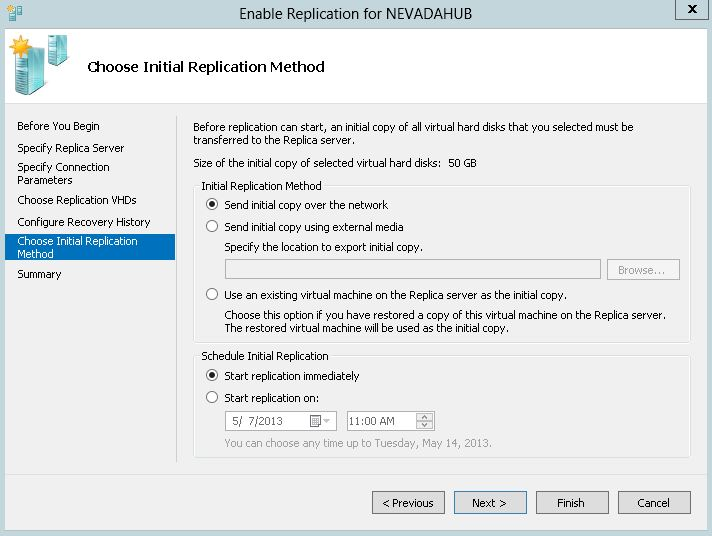 Enable Replication for NEVADAHUB
x
Choose Initial Replication Method
Before You Begin
Specify Replica Server
Specify Connection
Parameters
Choose Replication VHDs
Configure Recovery History
Choose Initial Replication
Method
Summary
Before replication can start, an initial copy of all virtual hard disks that you selected must be
transferred to the Replica server.
Size of the initial copy of selected virtual hard disks: 50 GB
Initial Replication Method
Send initial copy over the network
Send initial copy using external media
Specify the location to export initial copy.
Browse...
Use an existing virtual machine on the Replica server as the initial copy.
Choose this option if you have restored a copy of this virtual machine on the Replica server.
The restored virtual machine will be used as the initial copy.
Schedule Initial Replication
Start replication immediately
Start replication on:
5/ 7/2013 11:00 AM
You can choose any time up to Tuesday, May 14, 2013.
< Previous Next > Finish Cancel